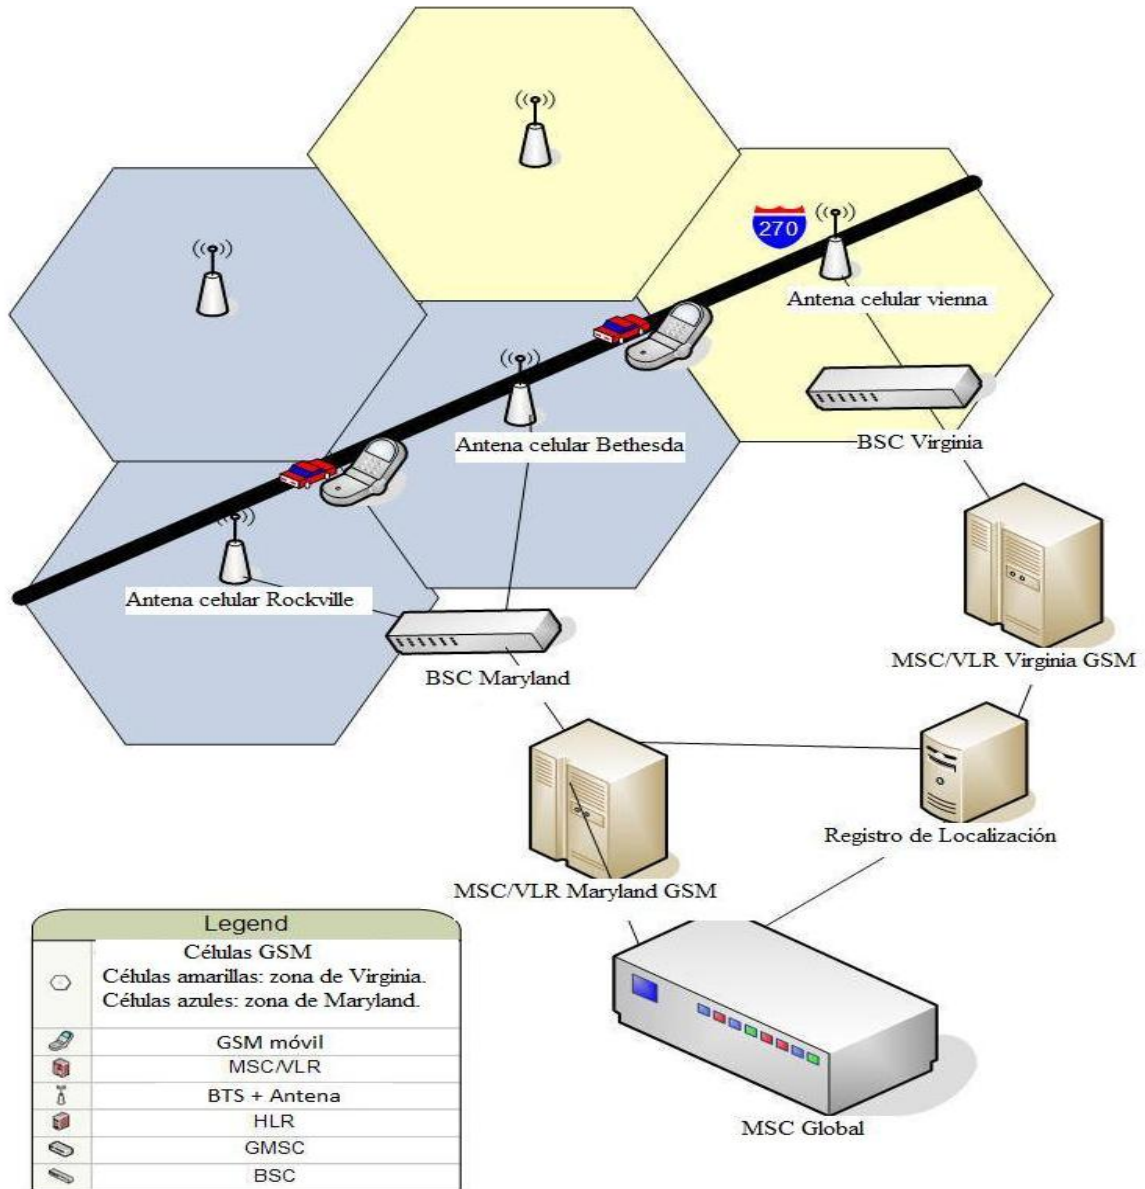 270
Antena celular vienna
BSC Virginia
Antena celular Bethesda
Antena celular Rockville
BSC Maryland
MSC/VLR Virginia GSM
Registro de Localización
MSC/VLR Maryland GSM
MSC Global
Legend
Células GSM
Células amarillas: zona de Virginia.
Células azules: zona de Maryland.
GSM móvil
MSC/VLR
BTS + Antena
HLR
GMSC
BSC